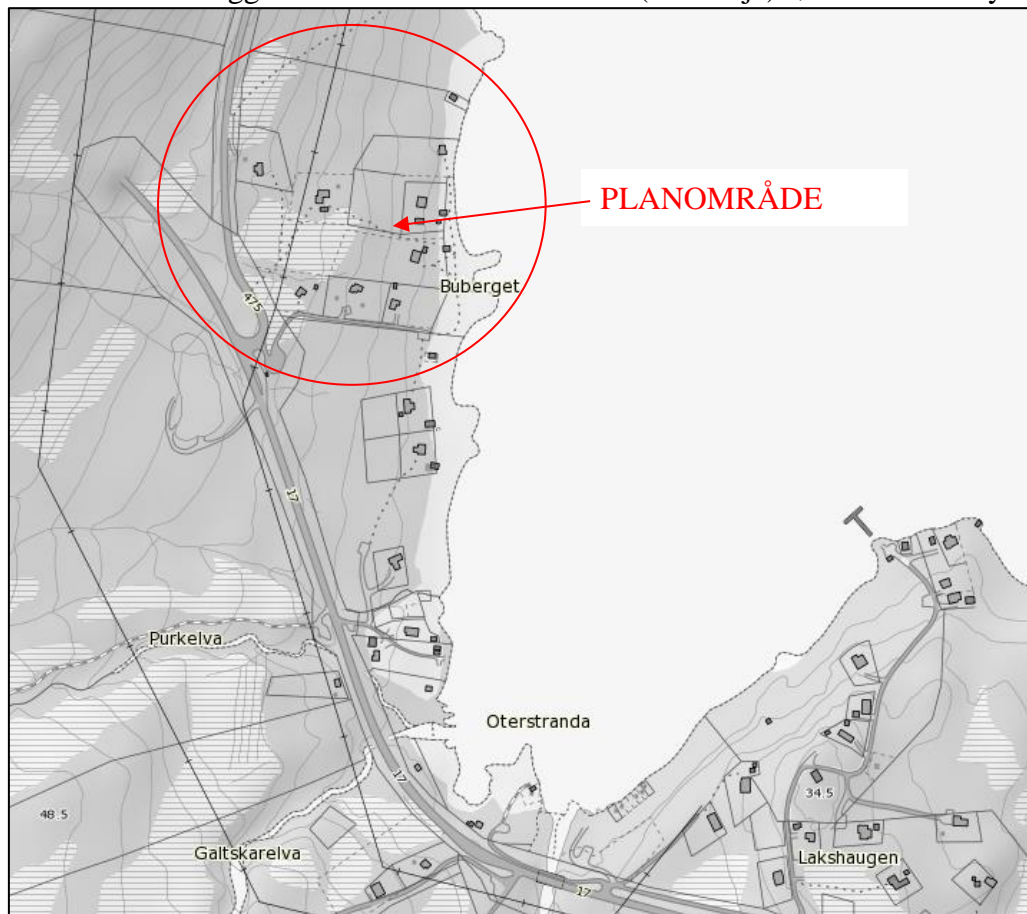 PLANOMRÅDE
Buberget
475
17
Purkelva
Oterstranda
17
48.5
34.5
Galtskarelva
Lakshaugen
17